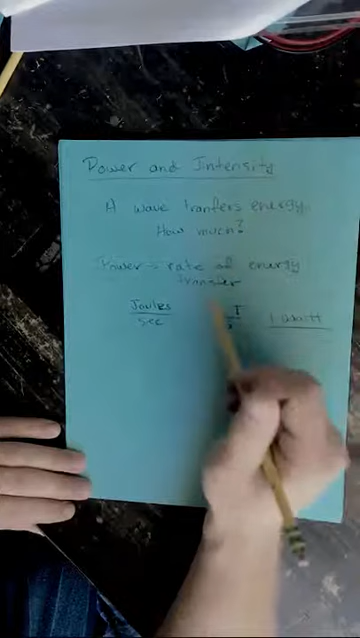 Power and Intensity
A wave tranfers energy.
How much?
Power = rate of energy
transfer
Joules
sec
J
s
1 watt